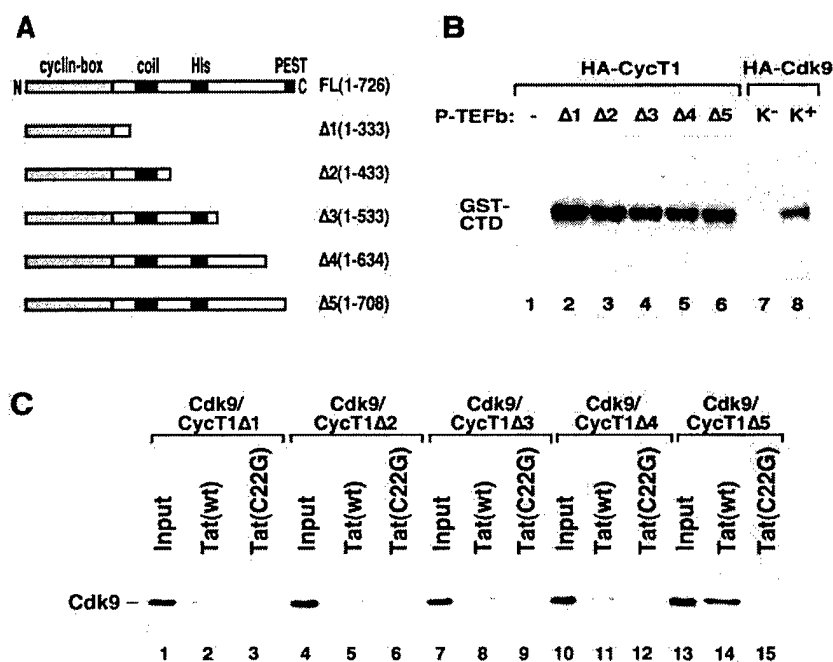 A
cyclin-box coil His PEST
N C FL(1-726)
Δ1(1-333)
Δ2(1-433)
Δ3(1-533)
Δ4(1-634)
Δ5(1-708)
B
HA-CycT1 HA-Cdk9
P-TEFb: - Δ1 Δ2 Δ3 Δ4 Δ5 K- K+
GST-
CTD
1 2 3 4 5 6 7 8
C
Cdk9/ Cdk9/ Cdk9/ Cdk9/ Cdk9/
CycT1Δ1 CycT1Δ2 CycT1Δ3 CycT1Δ4 CycT1Δ5
Input Tat(wt) Tat(C22G) Input Tat(wt) Tat(C22G) Input Tat(wt) Tat(C22G) Input Tat(wt) Tat(C22G) Input Tat(wt) Tat(C22G)
Cdk9 –
1 2 3 4 5 6 7 8 9 10 11 12 13 14 15